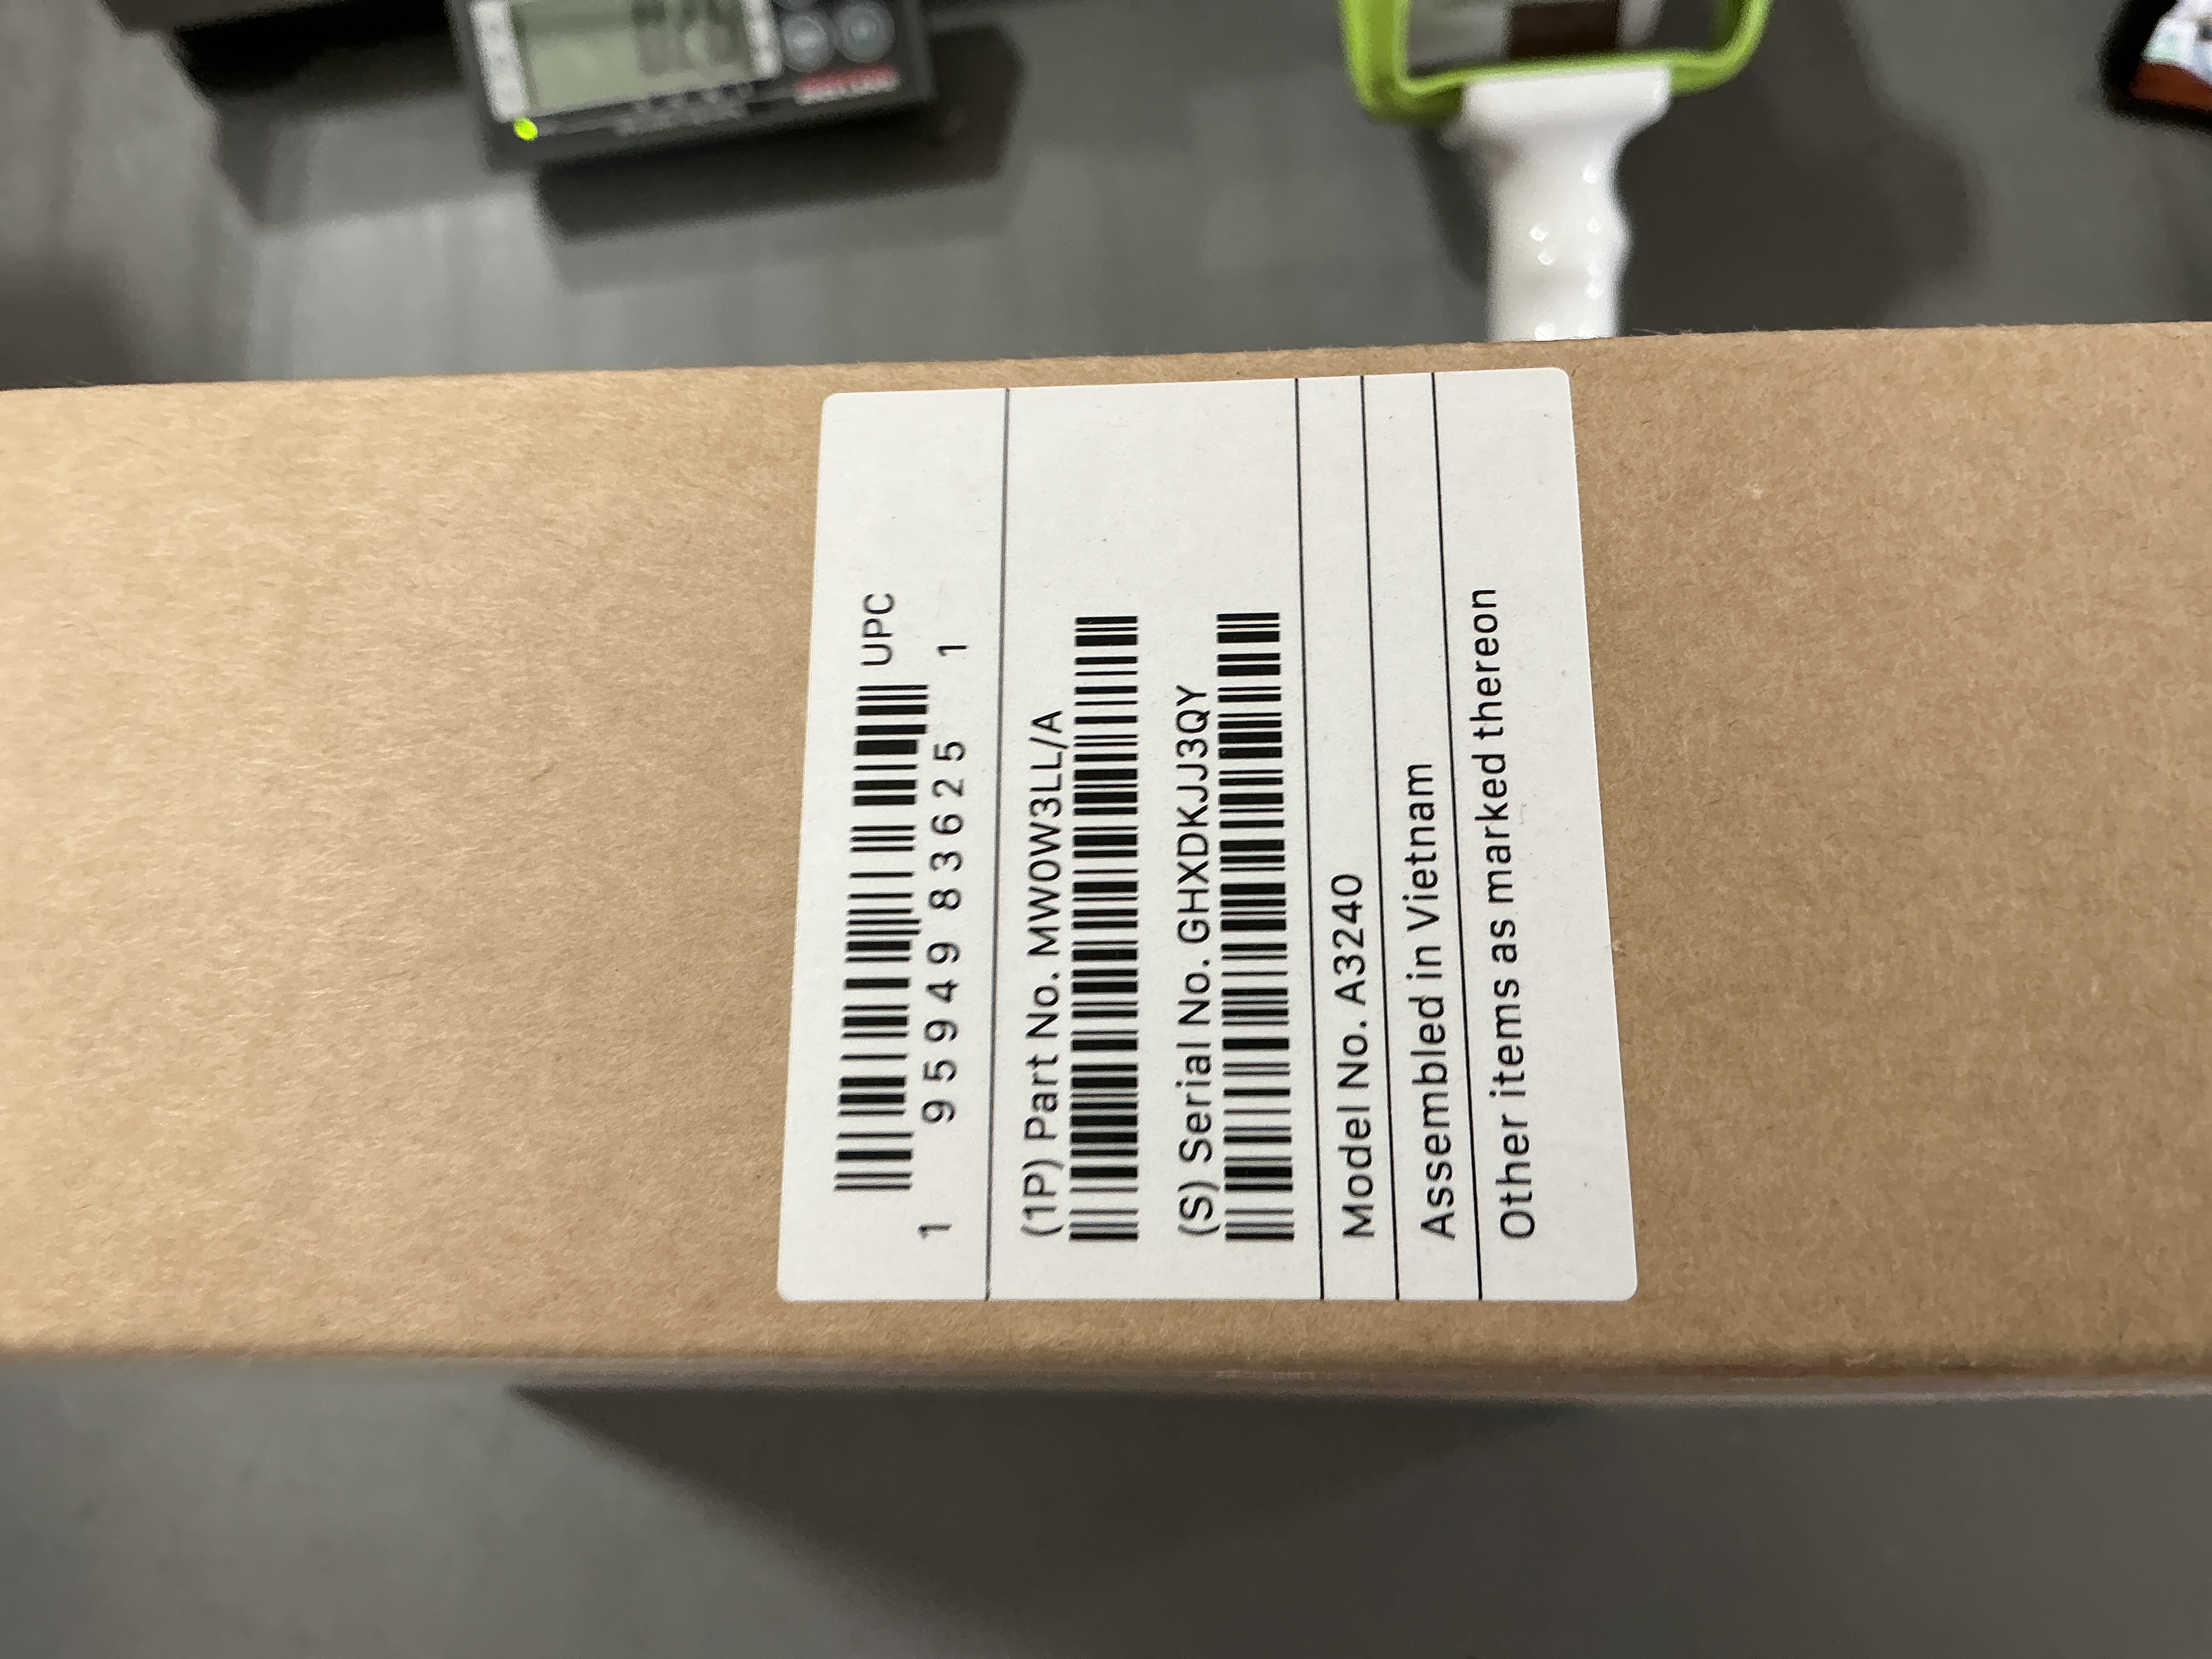 UPC
1 95949 83625 1
(1P) Part No. MW0W3LL/A
(S) Serial No. GHXDKJJ3QY
Model No. A3240
Assembled in Vietnam
Other items as marked thereon